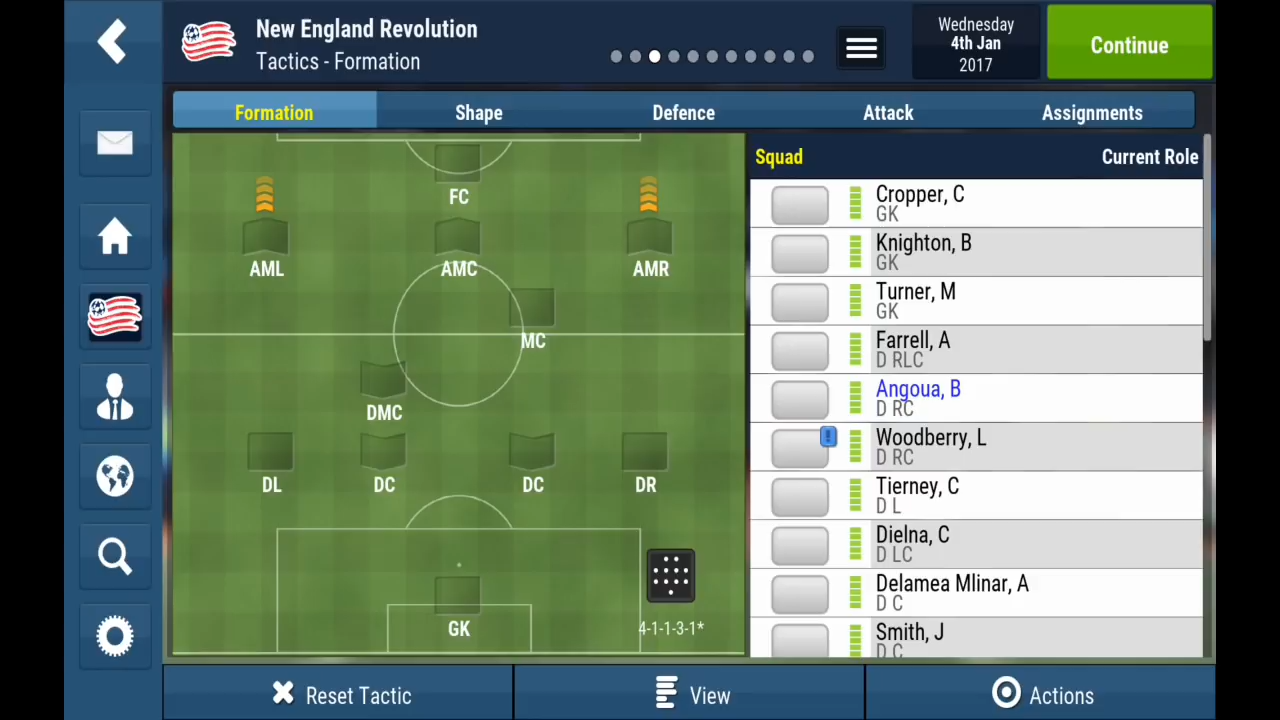 New England Revolution
Tactics - Formation
Wednesday
4th Jan
2017
Continue
Formation
Shape
Defence
Attack
Assignments
FC
AML
AMC
AMR
MC
DMC
DL
DC
DC
DR
GK
4-1-1-3-1*
Squad
Current Role
Cropper, C
GK
Knighton, B
GK
Turner, M
GK
Farrell, A
D RLC
Angoua, B
D RC
Woodberry, L
D RC
Tierney, C
D L
Dielna, C
D LC
Delamea Mlinar, A
D C
Smith, J
D C
Reset Tactic
View
Actions